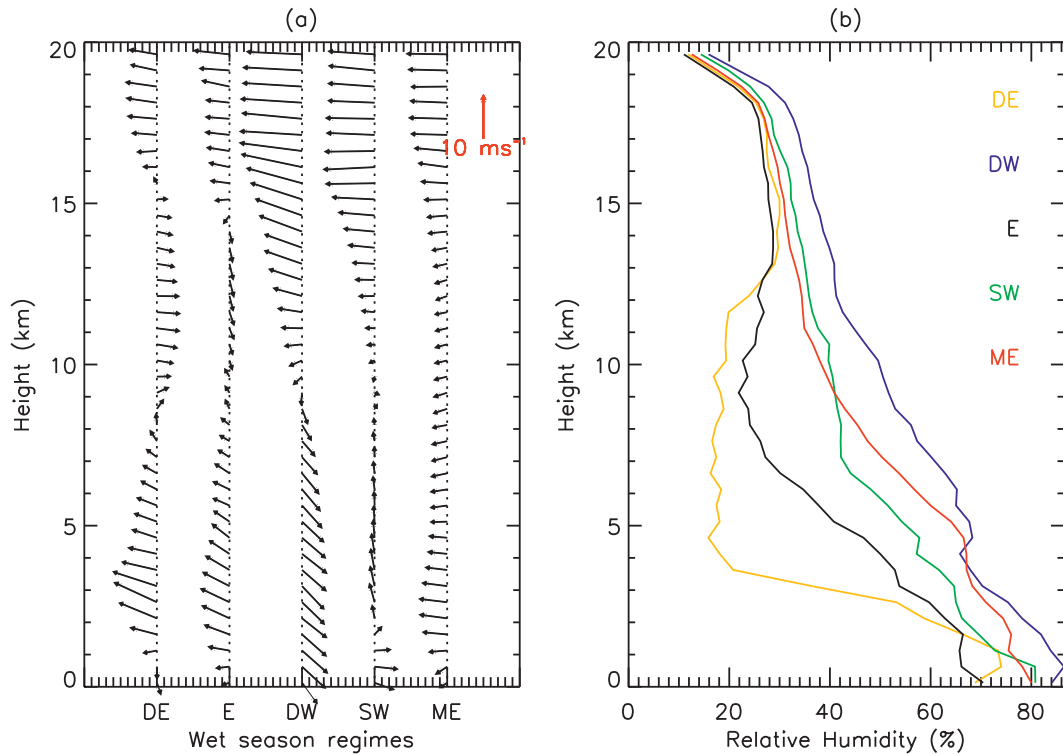 (a)
20
15
10
5
0
Height (km)
10 ms⁻¹
DE E DW SW ME
Wet season regimes
(b)
20
15
10
5
0
Height (km)
DE
DW
E
SW
ME
0 20 40 60 80
Relative Humidity (%)